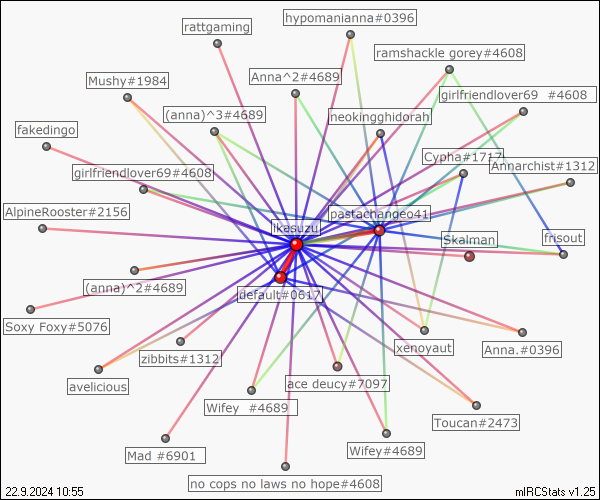 hypomanianna#0396
rattgaming
ramshackle gorey#4608
Mushy#1984
Anna^2#4689
girlfriendlover69  #4608
(anna)^3#4689
neokingghidorah
fakedingo
Cypha#1717
Annarchist#1312
girlfriendlover69#4608
AlpineRooster#2156
pastachangeo41
ikasuzu
Skalman
frisout
(anna)^2#4689
default#0617
Soxy Foxy#5076
xenoyaut
Anna.#0396
zibbits#1312
avelicious
ace deucy#7097
Wifey  #4689
Toucan#2473
Mad #6901
Wifey#4689
no cops no laws no hope#4608
22.9.2024 10:55
mIRCStats v1.25